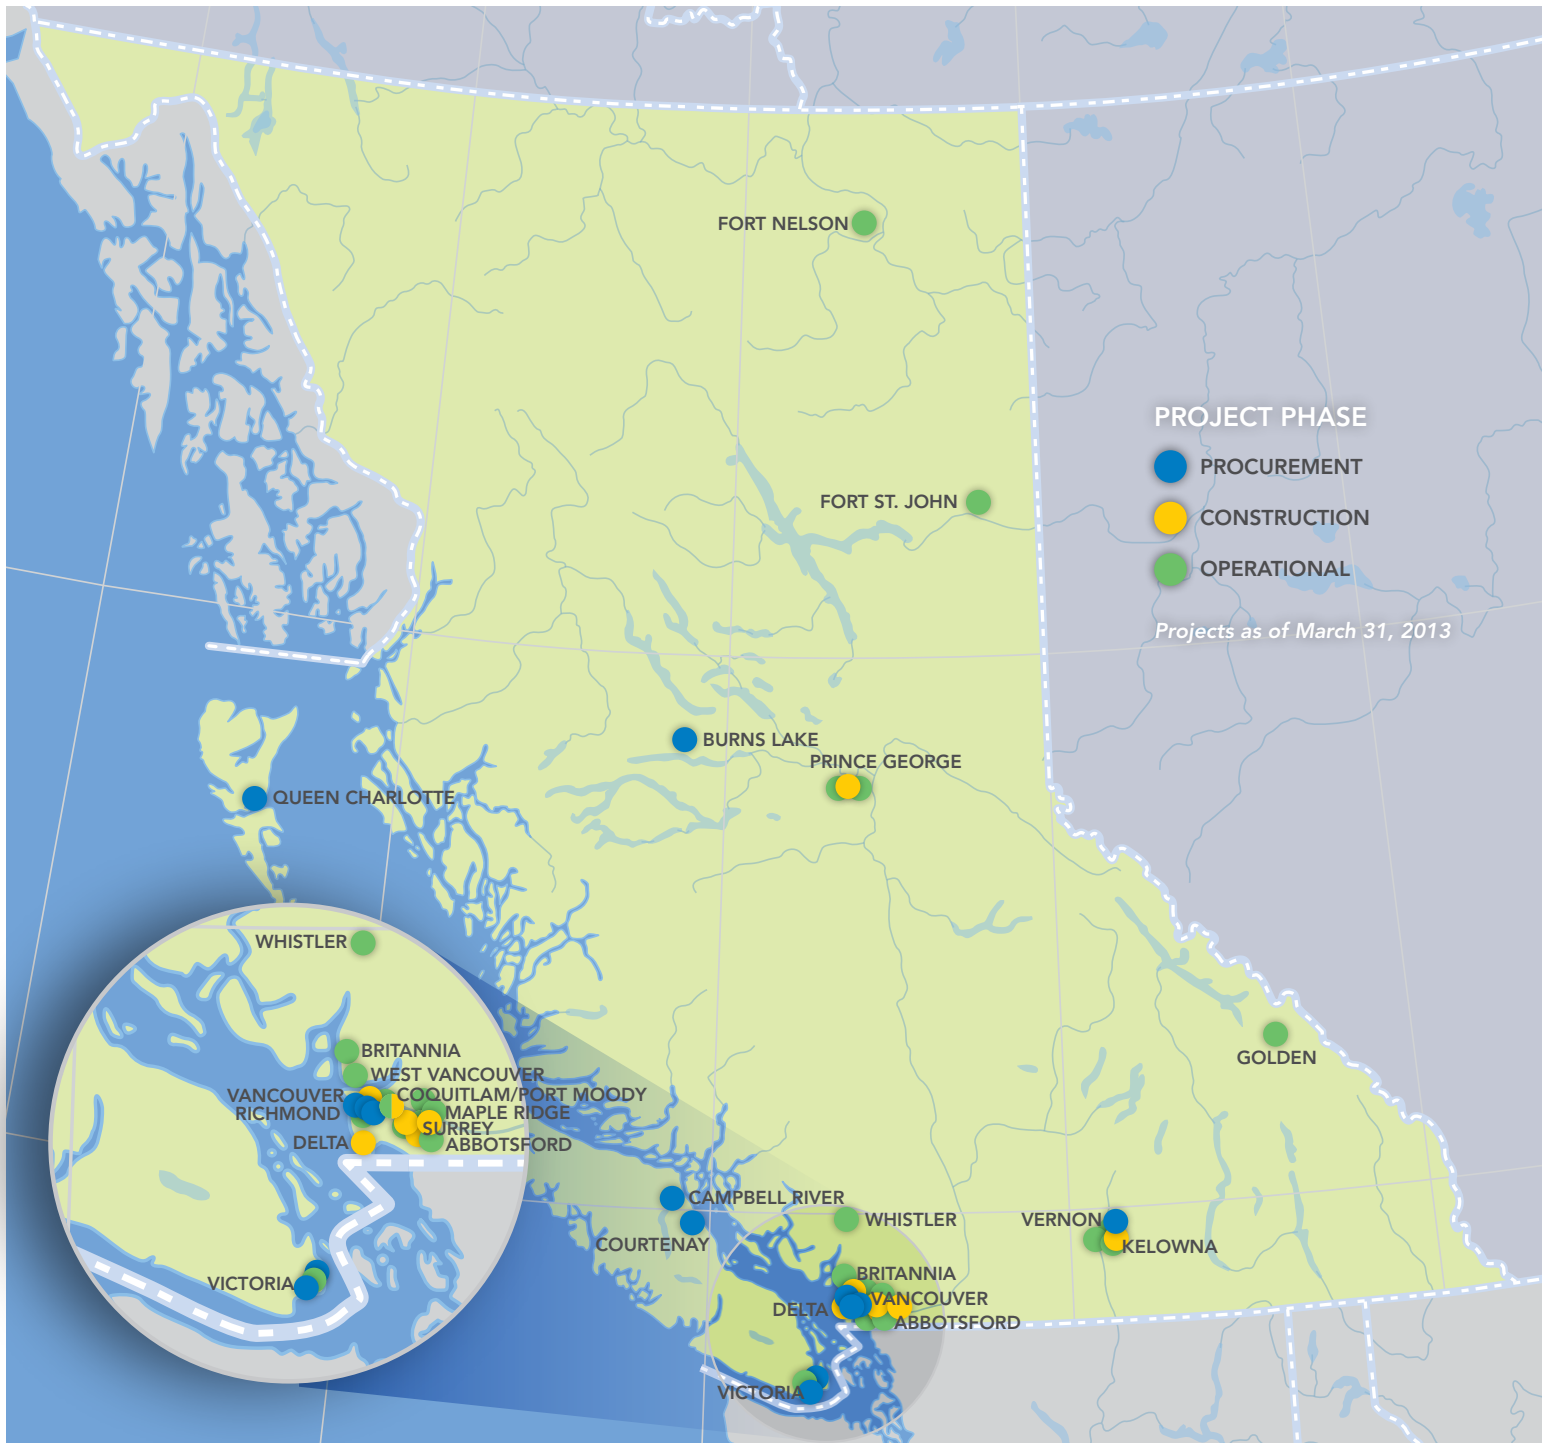 FORT NELSON
PROJECT PHASE
PROCUREMENT
FORT ST. JOHN
CONSTRUCTION
OPERATIONAL
Projects as of March 31, 2013
BURNS LAKE
PRINCE GEORGE
QUEEN CHARLOTTE
WHISTLER
BRITANNIA
WEST VANCOUVER
VANCOUVER
COQUITLAM/PORT MOODY
RICHMOND
MAPLE RIDGE
SURREY
DELTA
ABBOTSFORD
VICTORIA
GOLDEN
CAMPBELL RIVER
COURTENAY
WHISTLER
VERNON
KELOWNA
BRITANNIA
VANCOUVER
DELTA
ABBOTSFORD
VICTORIA